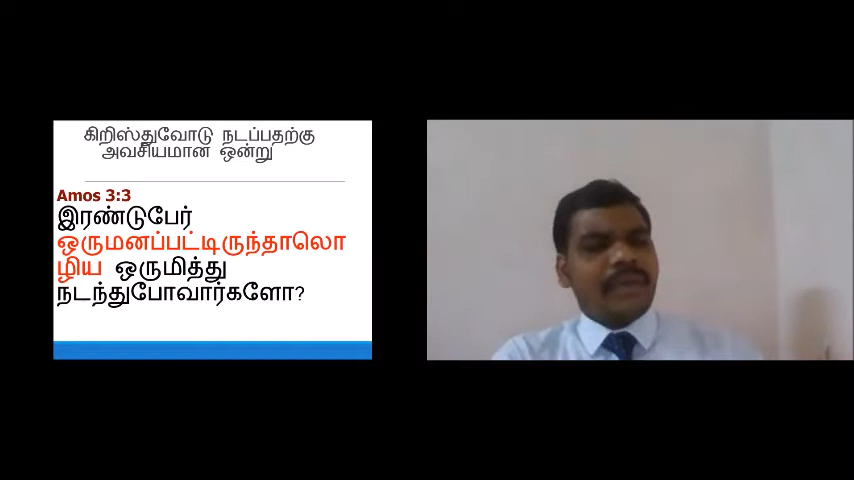 கிறிஸ்துவோடு நடப்பதற்கு
அவசியமான ஒன்று
Amos 3:3
இரண்டுபேர்
ஒருமனப்பட்டிருந்தாலொ
ழிய ஒருமித்து
நடந்துபோவார்களோ?